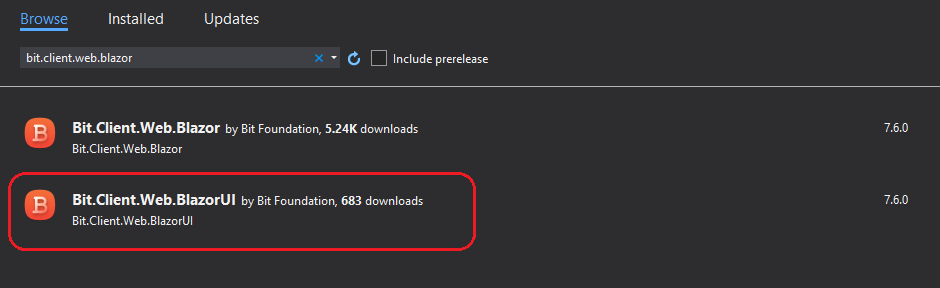 Browse Installed Updates
bit.client.web.blazor Include prerelease
B Bit.Client.Web.Blazor by Bit Foundation, 5.24K downloads 7.6.0
Bit.Client.Web.Blazor
B Bit.Client.Web.BlazorUI by Bit Foundation, 683 downloads 7.6.0
Bit.Client.Web.BlazorUI